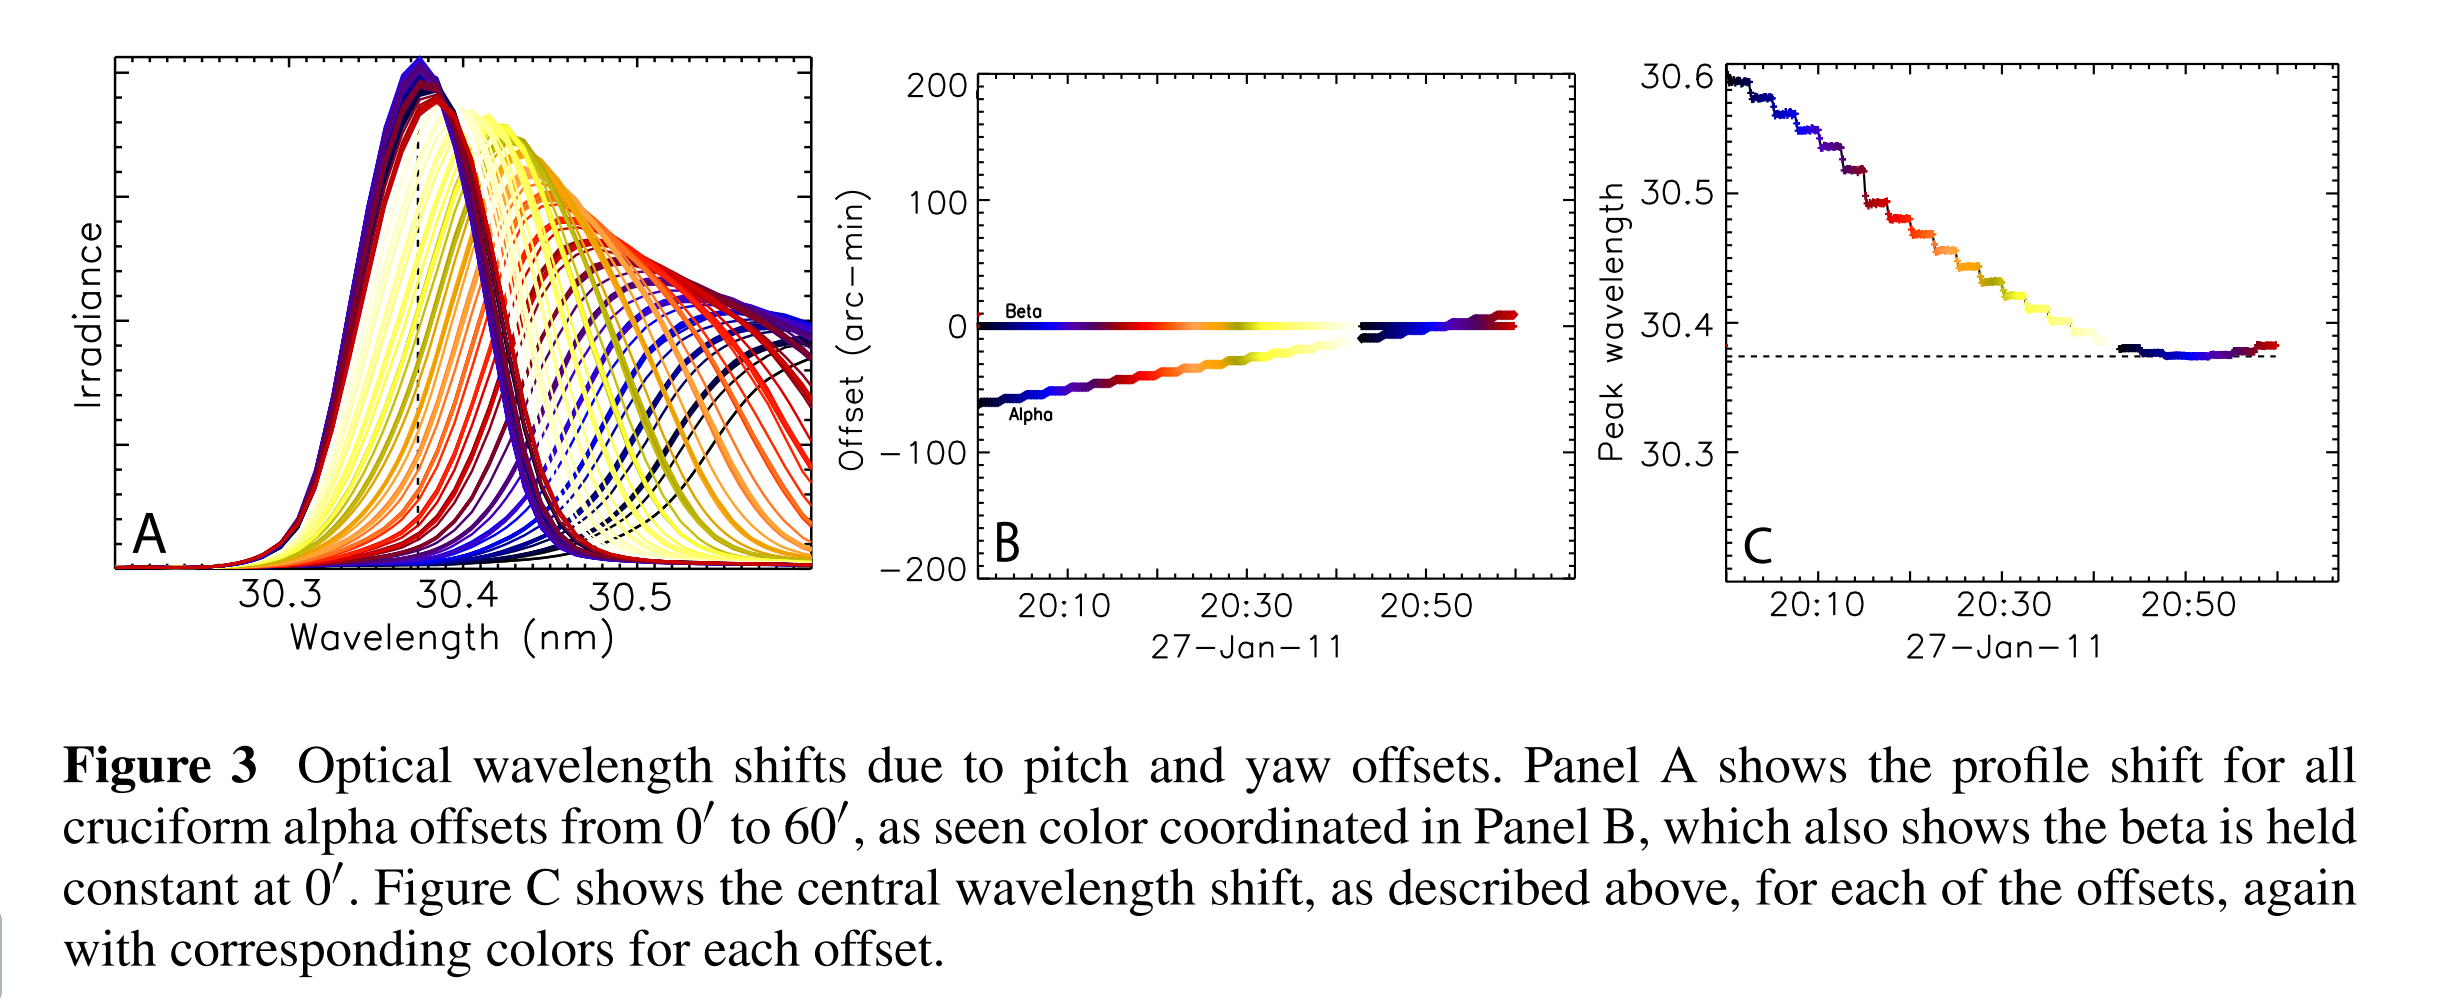 Irradiance
A
30.3 30.4 30.5
Wavelength (nm)
Offset (arc-min)
200
100
0
-100
-200
Beta
Alpha
B
20:10 20:30 20:50
27-Jan-11
Peak wavelength
30.6
30.5
30.4
30.3
C
20:10 20:30 20:50
27-Jan-11
Figure 3 Optical wavelength shifts due to pitch and yaw offsets. Panel A shows the profile shift for all
cruciform alpha offsets from 0′ to 60′, as seen color coordinated in Panel B, which also shows the beta is held
constant at 0′. Figure C shows the central wavelength shift, as described above, for each of the offsets, again
with corresponding colors for each offset.